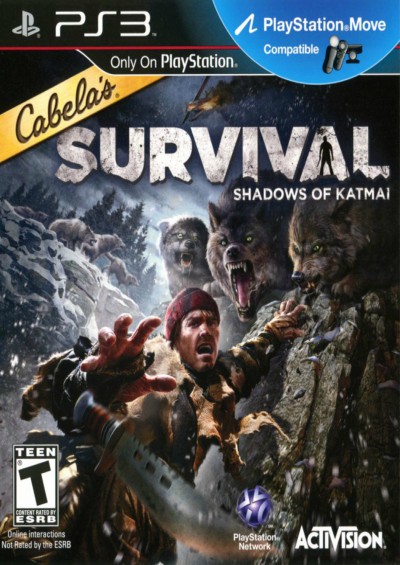 PS3
PlayStation®Move
Compatible
Only On PlayStation®
Cabela's®
SURVIVAL
SHADOWS OF KATMAI
TEEN
T
CONTENT RATED BY
ESRB
Online Interactions
Not Rated by the ESRB
PlayStation®
Network
ACTIVISION®